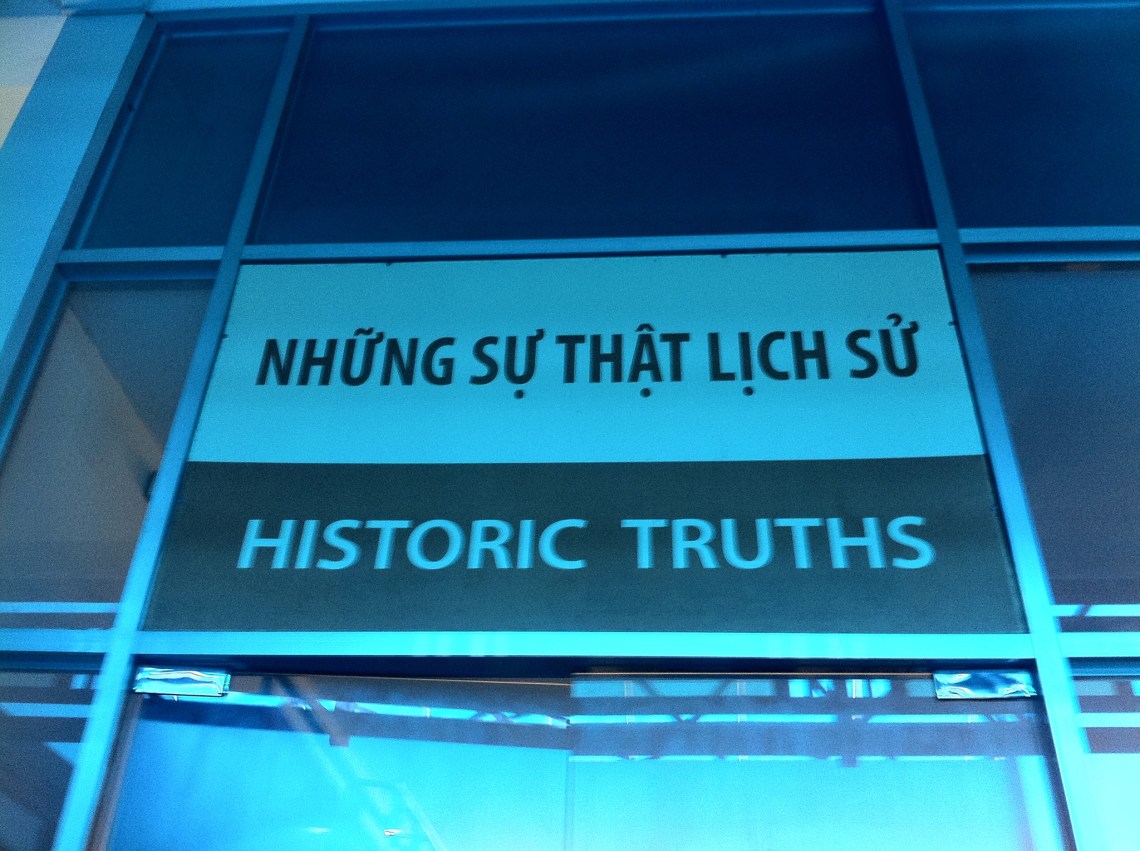 NHỮNG SỰ THẬT LỊCH SỬ
HISTORIC TRUTHS